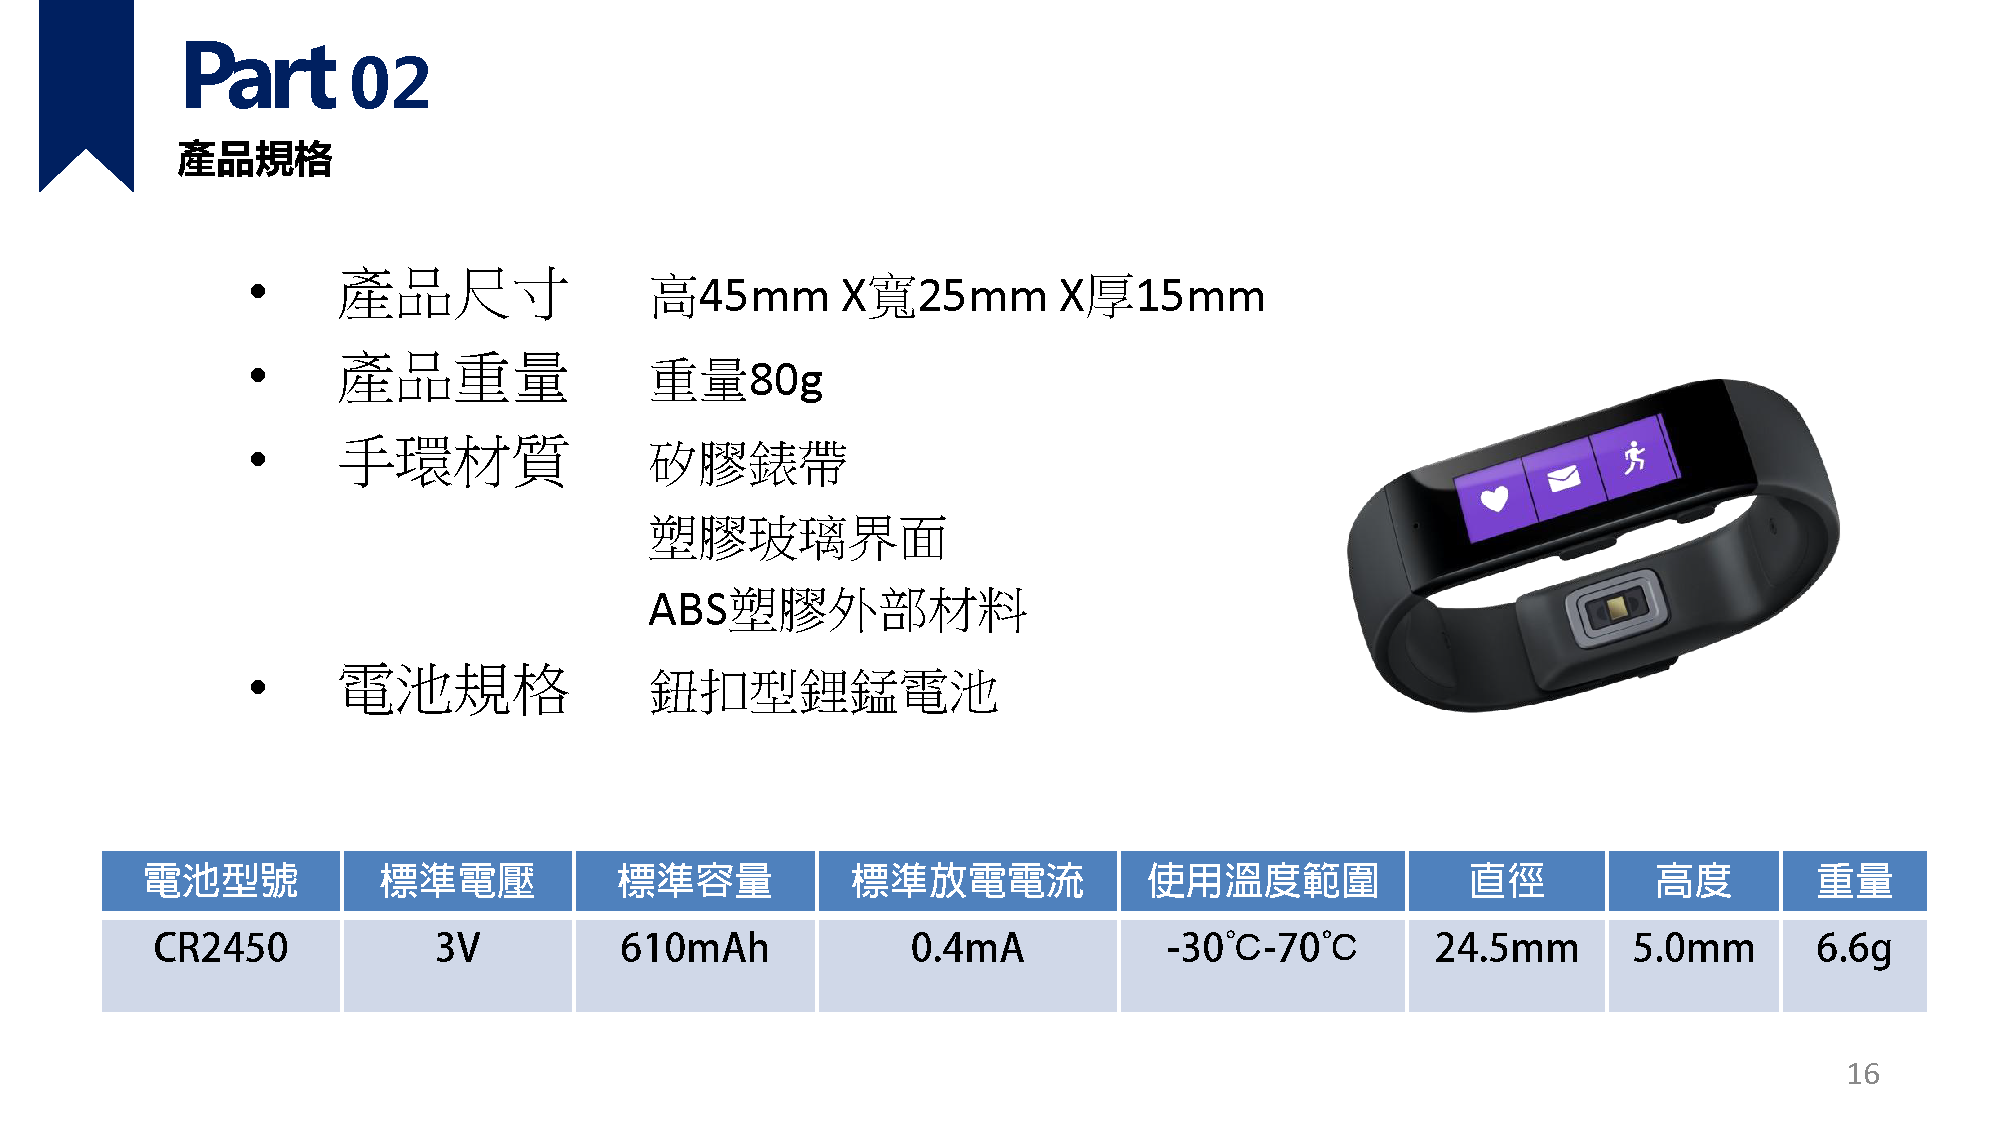 Part 02
產品規格
• 產品尺寸 高45mm X寬25mm X厚15mm
• 產品重量 重量80g
• 手環材質 矽膠錶帶
塑膠玻璃界面
ABS塑膠外部材料
• 電池規格 鈕扣型鋰錳電池
電池型號 標準電壓 標準容量 標準放電電流 使用溫度範圍 直徑 高度 重量
CR2450 3V 610mAh 0.4mA -30℃-70℃ 24.5mm 5.0mm 6.6g
16